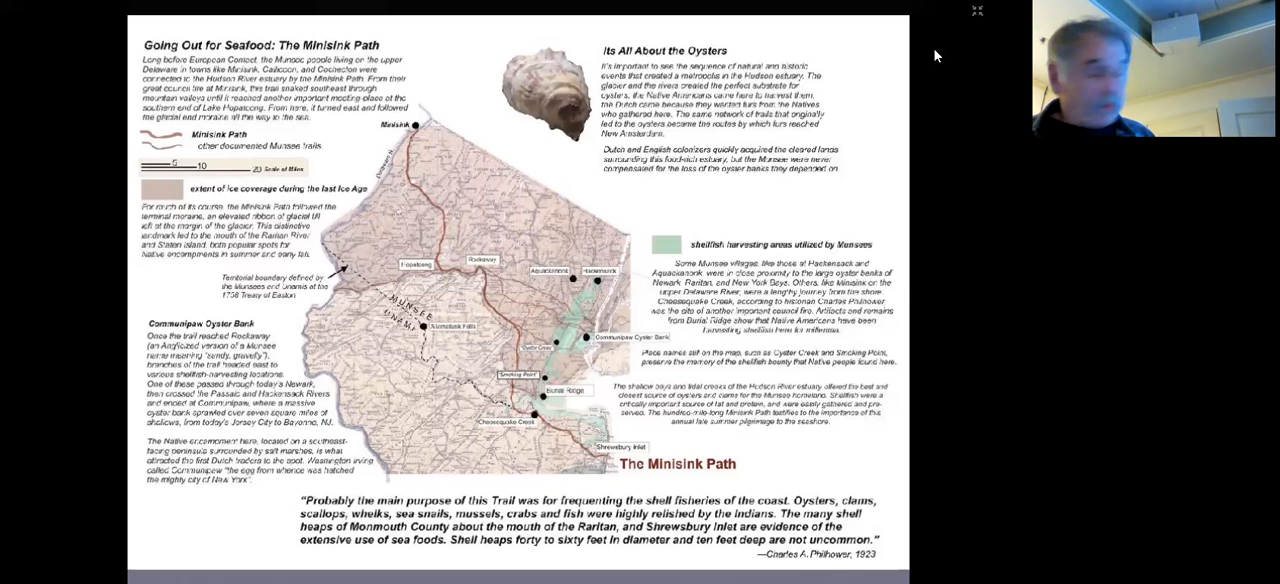 Going Out for Seafood: The Minisink Path
Long before European Contact, the Munsee people living on the upper
Delaware in towns like Minisink, Calicoon, and Cochecton were
connected to the Hudson River estuary by the Minisink Path. From their
great council fire at Minisink, this trail snaked southeast through
mountain valleys until it reached another important meeting-place at the
southern end of Lake Hopatcong. From here, it turned east and followed
the glacial end moraine all the way to the sea.
Minisink Path
other documented Munsee trails
5
10
20 Scale of Miles
extent of ice coverage during the last Ice Age
For much of its course, the Minisink Path followed the
terminal moraine, an elevated ribbon of glacial till
left at the margin of the glacier. This distinctive
landmark led to the mouth of the Raritan River
and Staten Island, both popular spots for
Native encampments in summer and early fall.
Territorial boundary defined by
the Munsees and Unamis at the
1758 Treaty of Easton
Communipaw Oyster Bank
Once the trail reached Rockaway
(an Anglicized version of a Munsee
name meaning "sandy, gravelly"),
branches of the trail headed east to
various shellfish-harvesting locations.
One of these passed through today's Newark,
then crossed the Passaic and Hackensack Rivers
and ended at Communipaw, where a massive
oyster bank sprawled over seven square miles of
shallows, from today's Jersey City to Bayonne, NJ.
The Native encampment here, located on a southeast-
facing peninsula surrounded by salt marshes, is what
attracted the first Dutch traders to the spot. Washington Irving
called Communipaw "the egg from whence was hatched
the mighty city of New York".
Its All About the Oysters
It's important to see the sequence of natural and historic
events that created a metropolis in the Hudson estuary. The
glacier and the rivers created the perfect substrate for
oysters, the Native Americans came here to harvest them,
the Dutch came because they wanted furs from the Natives
who gathered here. The same network of trails that originally
led to the oysters became the routes by which furs reached
New Amsterdam.
Dutch and English colonizers quickly acquired the cleared lands
surrounding this food-rich estuary, but the Munsee were never
compensated for the loss of the oyster banks they depended on
shellfish harvesting areas utilized by Munsees
Some Munsee villages, like those at Hackensack and
Aquackanonk, were in close proximity to the large oyster banks of
Newark, Raritan, and New York Bays. Others, like Minisink on the
upper Delaware River, were a lengthy journey from the shore.
Cheesequake Creek, according to historian Charles Philhower,
was the site of another important council fire. Artifacts and remains
from Burial Ridge show that Native Americans have been
harvesting shellfish here for millennia.
Place names still on the map, such as Oyster Creek and Smoking Point,
preserve the memory of the shellfish bounty that Native people found here.
The shallow bays and tidal creeks of the Hudson River estuary offered the best and
closest source of oysters and clams for the Munsee homeland. Shellfish were a
critically important source of fat and protein, and were easily gathered and pre-
served. The hundred-mile-long Minisink Path testifies to the importance of this
annual late summer pilgrimage to the seashore.
Minisink
Delaware R.
Hopatcong
Rockaway
Aquackanonk
Hackensack
MUNSEE
UNAMI
Alamatunk Falls
Communipaw Oyster Bank
"Oyster Creek"
"Smoking Point"
Burial Ridge
Cheesequake Creek
Shrewsbury Inlet
The Minisink Path
"Probably the main purpose of this Trail was for frequenting the shell fisheries of the coast. Oysters, clams,
scallops, whelks, sea snails, mussels, crabs and fish were highly relished by the Indians. The many shell
heaps of Monmouth County about the mouth of the Raritan, and Shrewsbury Inlet are evidence of the
extensive use of sea foods. Shell heaps forty to sixty feet in diameter and ten feet deep are not uncommon."
—Charles A. Philhower, 1923